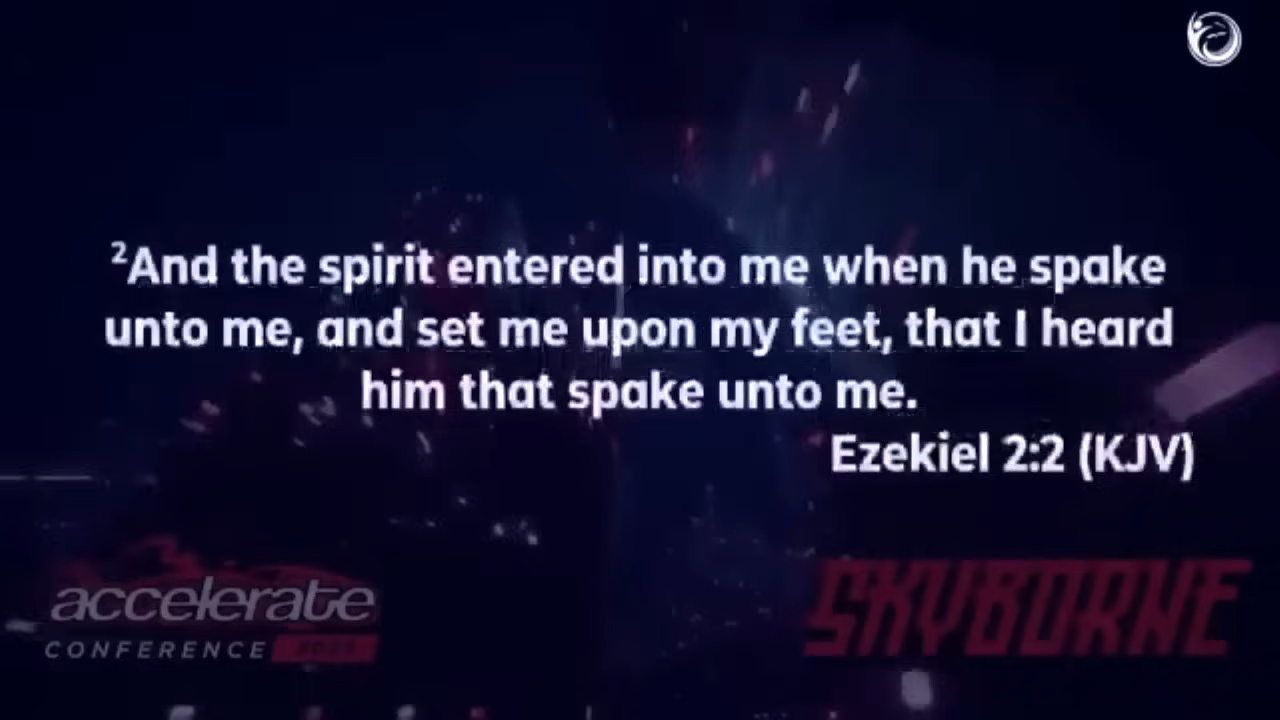 ²And the spirit entered into me when he spake
unto me, and set me upon my feet, that I heard
him that spake unto me.
Ezekiel 2:2 (KJV)
accelerate
CONFERENCE
SKYBORNE